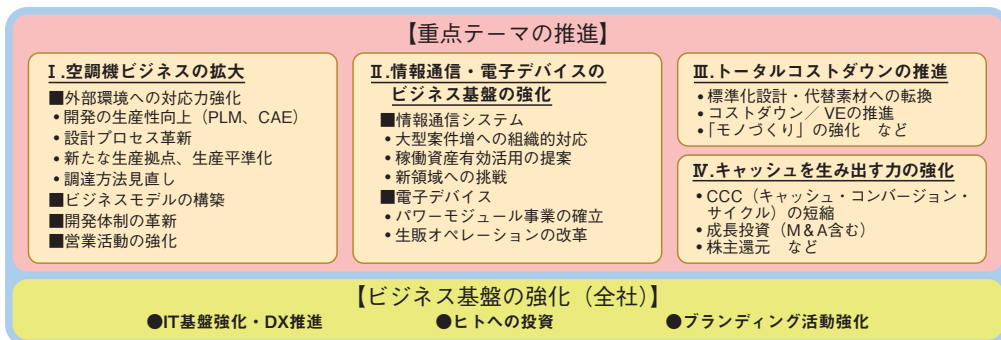 【重点テーマの推進】
Ⅰ.空調機ビジネスの拡大
■外部環境への対応力強化
•開発の生産性向上（PLM、CAE）
•設計プロセス革新
•新たな生産拠点、生産平準化
•調達方法見直し
■ビジネスモデルの構築
■開発体制の革新
■営業活動の強化
Ⅱ.情報通信・電子デバイスの
ビジネス基盤の強化
■情報通信システム
•大型案件増への組織的対応
•稼働資産有効活用の提案
•新領域への挑戦
■電子デバイス
•パワーモジュール事業の確立
•生販オペレーションの改革
Ⅲ.トータルコストダウンの推進
•標準化設計・代替素材への転換
•コストダウン／VEの推進
•「モノづくり」の強化　など
Ⅳ.キャッシュを生み出す力の強化
•CCC（キャッシュ・コンバージョン・
サイクル）の短縮
•成長投資（M＆A含む）
•株主還元　など
【ビジネス基盤の強化（全社）】
●IT基盤強化・DX推進
●ヒトへの投資
●ブランディング活動強化